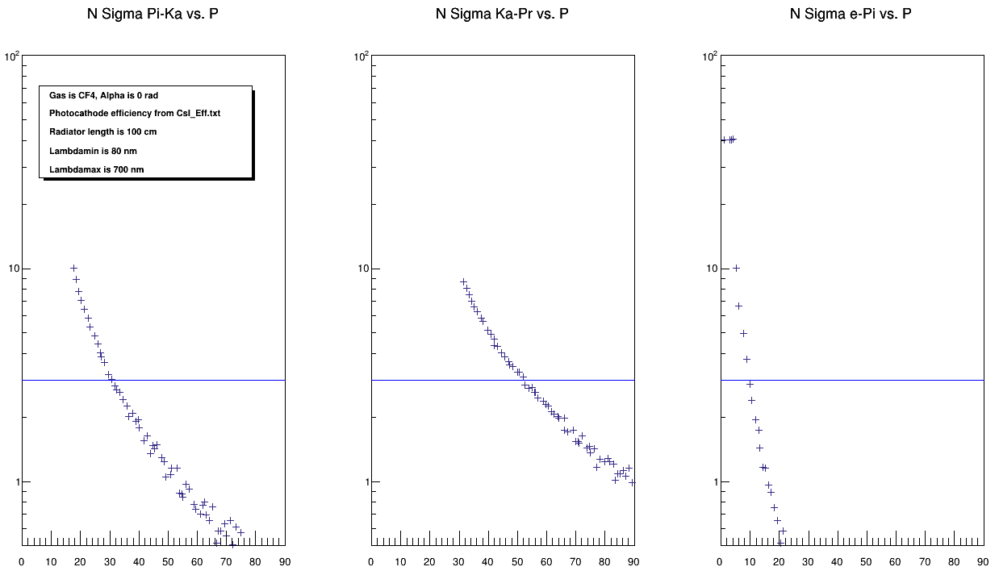 N Sigma Pi-Ka vs. P
10²
Gas is CF4, Alpha is 0 rad
Photocathode efficiency from CsI_Eff.txt
Radiator length is 100 cm
Lambdamin is 80 nm
Lambdamax is 700 nm
10
1
0 10 20 30 40 50 60 70 80 90
N Sigma Ka-Pr vs. P
10²
10
1
0 10 20 30 40 50 60 70 80 90
N Sigma e-Pi vs. P
10²
10
1
0 10 20 30 40 50 60 70 80 90